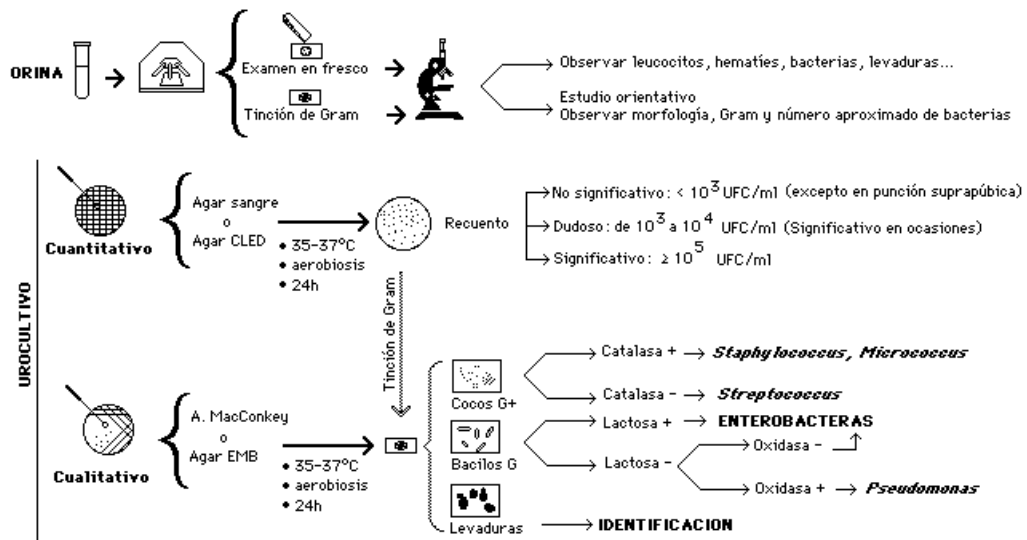 ORINA
Examen en fresco
Tinción de Gram
Observar leucocitos, hematíes, bacterias, levaduras...
Estudio orientativo
Observar morfología, Gram y número aproximado de bacterias
UROCULTIVO
Cuantitativo
Agar sangre
o
Agar CLED
• 35-37ºC
• aerobiosis
• 24h
Recuento
No significativo: < 10³ UFC/ml (excepto en punción suprapúbica)
Dudoso: de 10³ a 10⁴ UFC/ml (Significativo en ocasiones)
Significativo: ≥ 10⁵ UFC/ml
Tinción de Gram
Cualitativo
A. MacConkey
o
Agar EMB
• 35-37ºC
• aerobiosis
• 24h
Cocos G+
Catalasa + Staphylococcus, Micrococcus
Catalasa - Streptococcus
Bacilos G
Lactosa + ENTEROBACTERAS
Lactosa -
Oxidasa -
Oxidasa + Pseudomonas
Levaduras
IDENTIFICACION